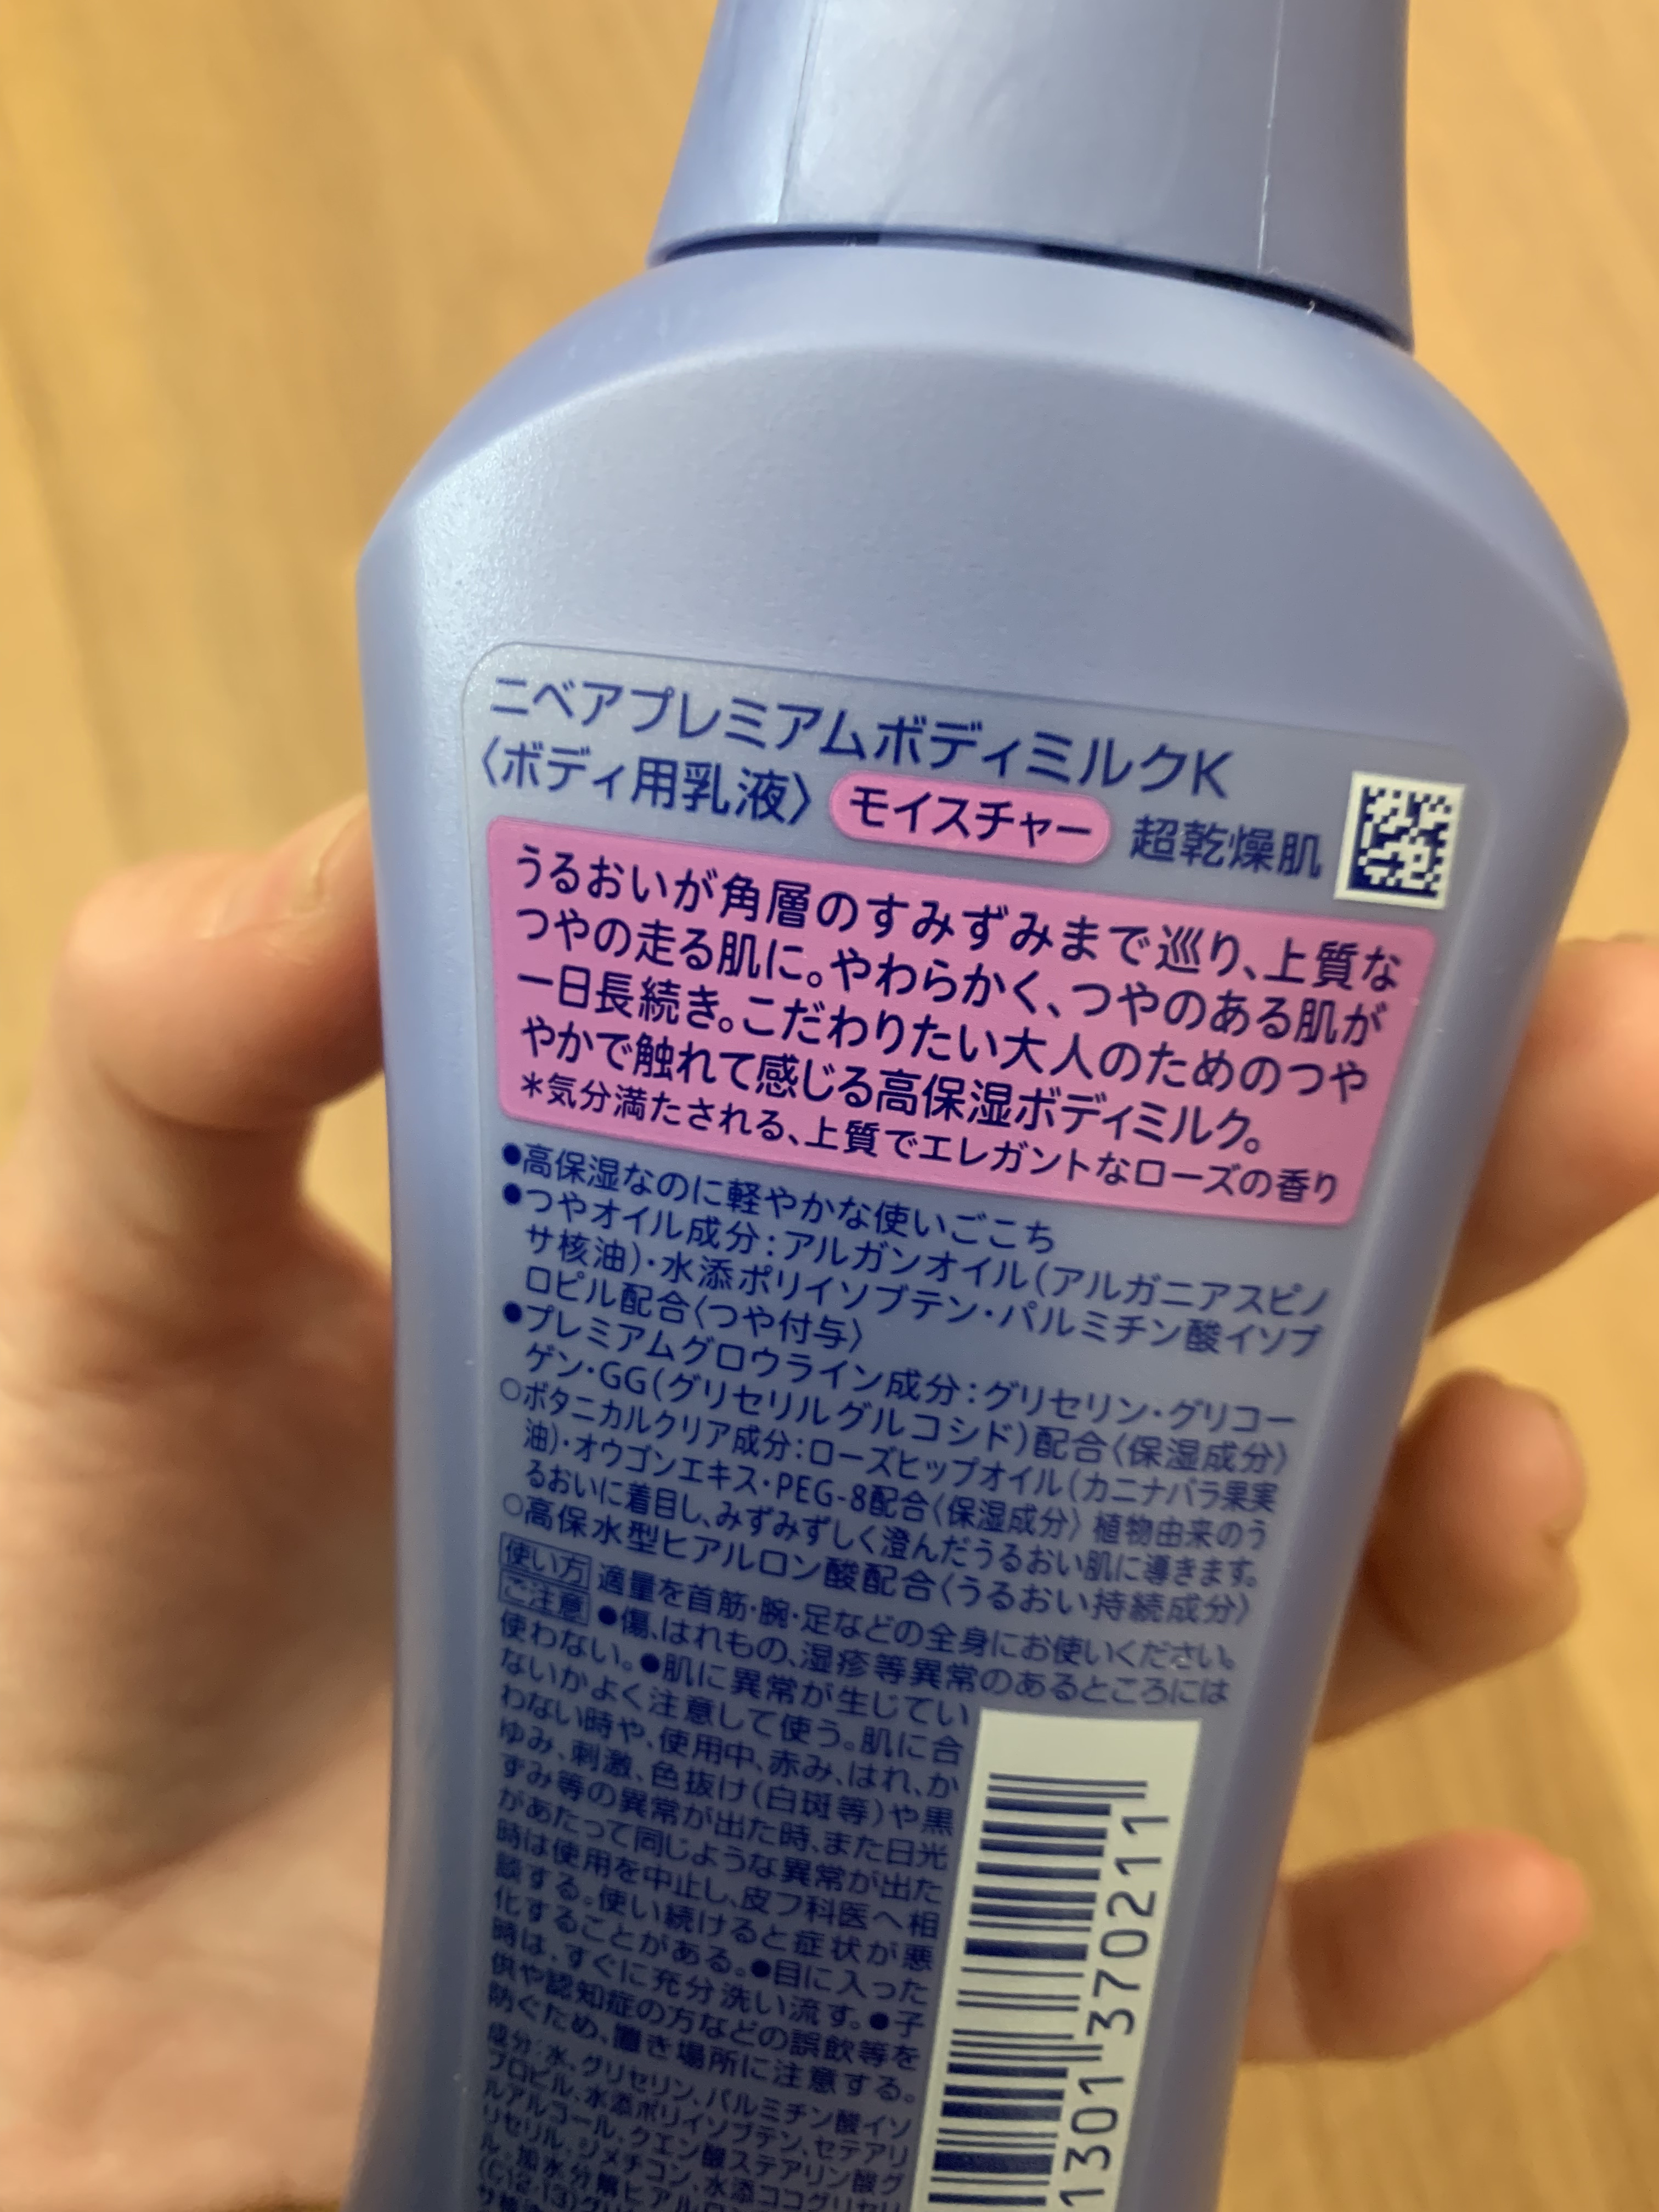 ニベアプレミアムボディミルクK
〈ボディ用乳液〉 モイスチャー 超乾燥肌
うるおいが角層のすみずみまで巡り、上質な
つやの走る肌に。やわらかく、つやのある肌が
一日長続き。こだわりたい大人のためのつや
やかで触れて感じる高保湿ボディミルク。
＊気分満たされる、上質でエレガントなローズの香り
●高保湿なのに軽やかな使いごこち
●つやオイル成分：アルガンオイル（アルガニアスピノ
サ核油）・水添ポリイソブテン・パルミチン酸イソプ
ロピル配合〈つや付与〉
●プレミアムグロウライン成分：グリセリン・グリコー
ゲン・GG（グリセリルグルコシド）配合〈保湿成分〉
○ボタニカルクリア成分：ローズヒップオイル（カニナバラ果実
油）・オウゴンエキス・PEG-8配合〈保湿成分〉植物由来のう
るおいに着目し、みずみずしく澄んだうるおい肌に導きます。
○高保水型ヒアルロン酸配合〈うるおい持続成分〉
使い方 適量を首筋・腕・足などの全身にお使いください。
ご注意 ●傷、はれもの、湿疹等異常のあるところには
使わない。●肌に異常が生じてい
ないかよく注意して使う。肌に合
わない時や、使用中、赤み、はれ、か
ゆみ、刺激、色抜け（白斑等）や黒
ずみ等の異常が出た時、また日光
があたって同じような異常が出た
時は使用を中止し、皮フ科医へ相
談する。使い続けると症状が悪
化することがある。●目に入った
時は、すぐに充分洗い流す。●子
供や認知症の方などの誤飲等を
防ぐため、置き場所に注意する。
成分：水、グリセリン、パルミチン酸イソ
プロピル、水添ポリイソブテン、セテアリ
ルアルコール、クエン酸ステアリン酸グ
リセリル、ジメチコン、水添ココグリセリ
ル、加水分解ヒアルロン
1301 370211